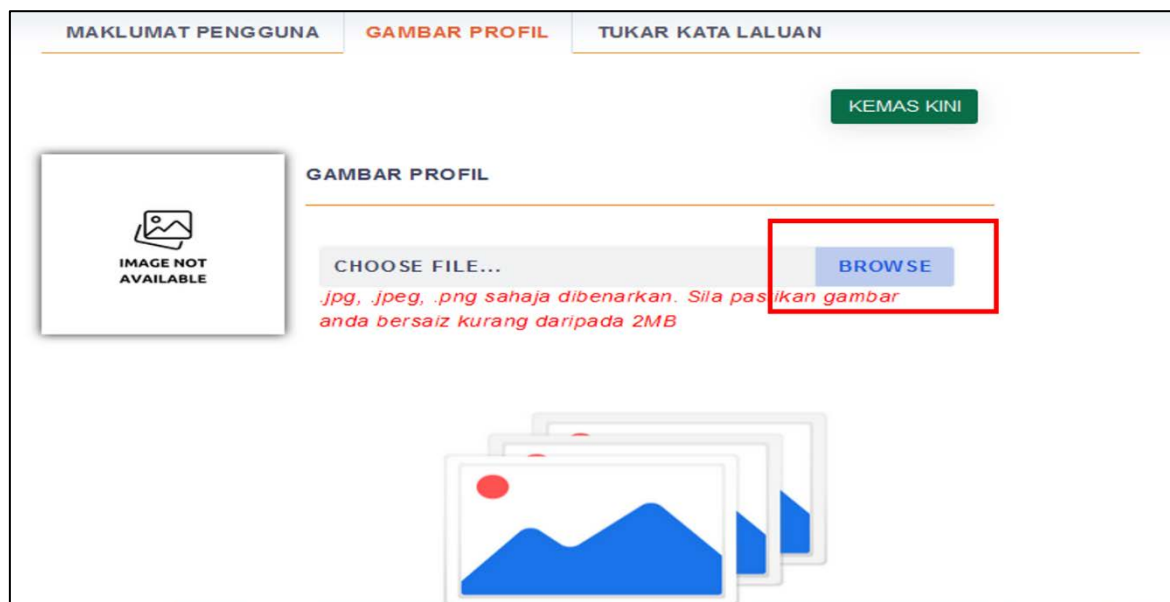 MAKLUMAT PENGGUNA GAMBAR PROFIL TUKAR KATA LALUAN
KEMAS KINI
GAMBAR PROFIL
IMAGE NOT
AVAILABLE
CHOOSE FILE... BROWSE
.jpg, .jpeg, .png sahaja dibenarkan. Sila pastikan gambar
anda bersaiz kurang daripada 2MB